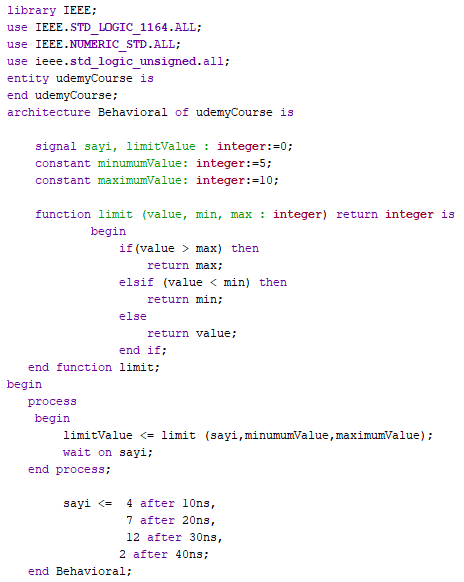 library IEEE;
use IEEE.STD_LOGIC_1164.ALL;
use IEEE.NUMERIC_STD.ALL;
use ieee.std_logic_unsigned.all;
entity udemyCourse is
end udemyCourse;
architecture Behavioral of udemyCourse is
signal sayi, limitValue : integer:=0;
constant minumumValue: integer:=5;
constant maximumValue: integer:=10;
function limit (value, min, max : integer) return integer is
begin
if(value > max) then
return max;
elsif (value < min) then
return min;
else
return value;
end if;
end function limit;
begin
process
begin
limitValue <= limit (sayi,minumumValue,maximumValue);
wait on sayi;
end process;
sayi <= 4 after 10ns,
7 after 20ns,
12 after 30ns,
2 after 40ns;
end Behavioral;